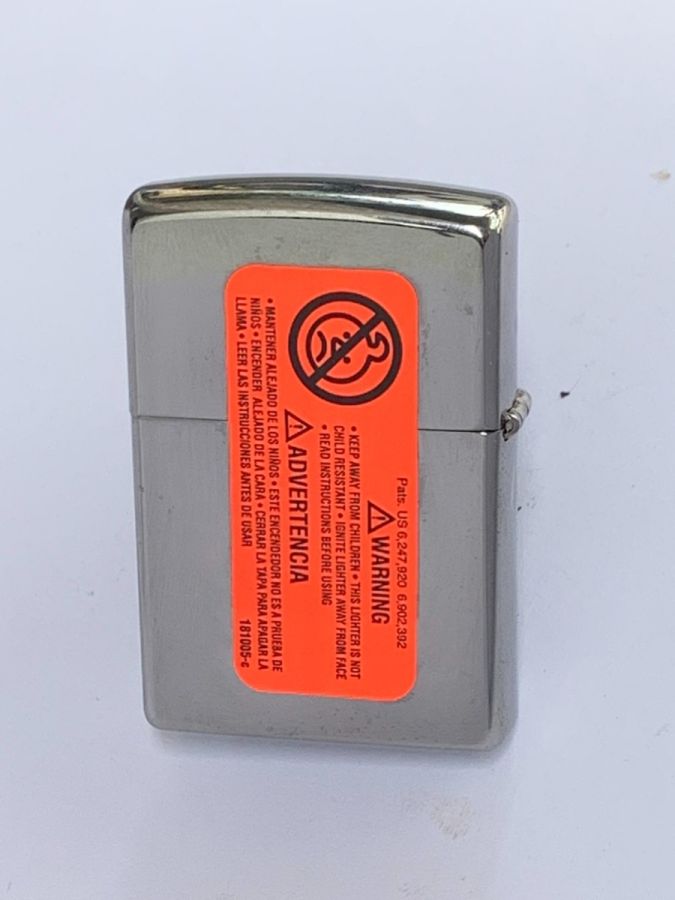 Pats. US 6,247,920 6,902,392
⚠ WARNING
• KEEP AWAY FROM CHILDREN • THIS LIGHTER IS NOT
CHILD RESISTANT • IGNITE LIGHTER AWAY FROM FACE
• READ INSTRUCTIONS BEFORE USING
⚠ ADVERTENCIA
• MANTENER ALEJADO DE LOS NIÑOS • ESTE ENCENDEDOR NO ES A PRUEBA DE
NIÑOS • ENCENDER ALEJADO DE LA CARA • CERRAR LA TAPA PARA APAGAR LA
LLAMA • LEER LAS INSTRUCCIONES ANTES DE USAR
181005-c